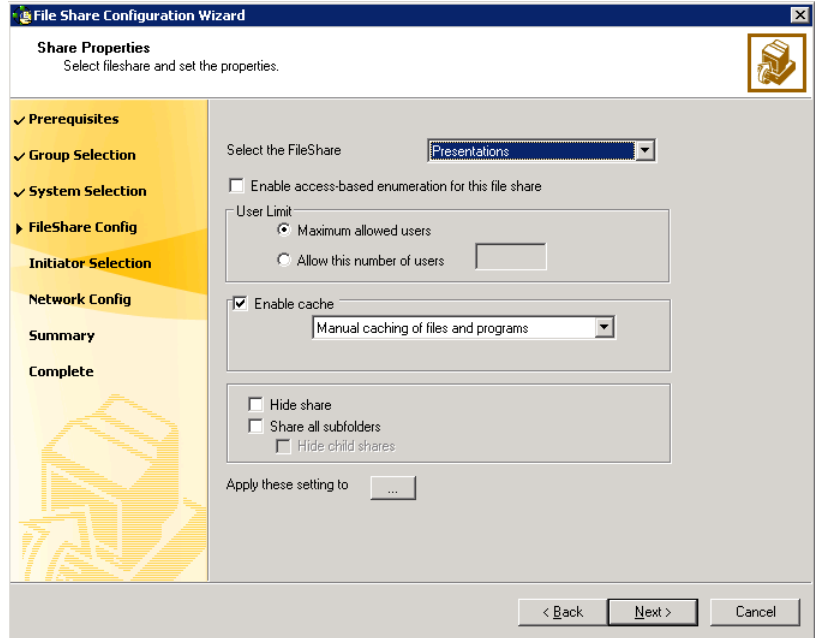 File Share Configuration Wizard
Share Properties
Select fileshare and set the properties.
Prerequisites
Group Selection
System Selection
FileShare Config
Initiator Selection
Network Config
Summary
Complete
Select the FileShare
Presentations
Enable access-based enumeration for this file share
User Limit
Maximum allowed users
Allow this number of users
Enable cache
Manual caching of files and programs
Hide share
Share all subfolders
Hide child shares
Apply these setting to
...
< Back
Next >
Cancel